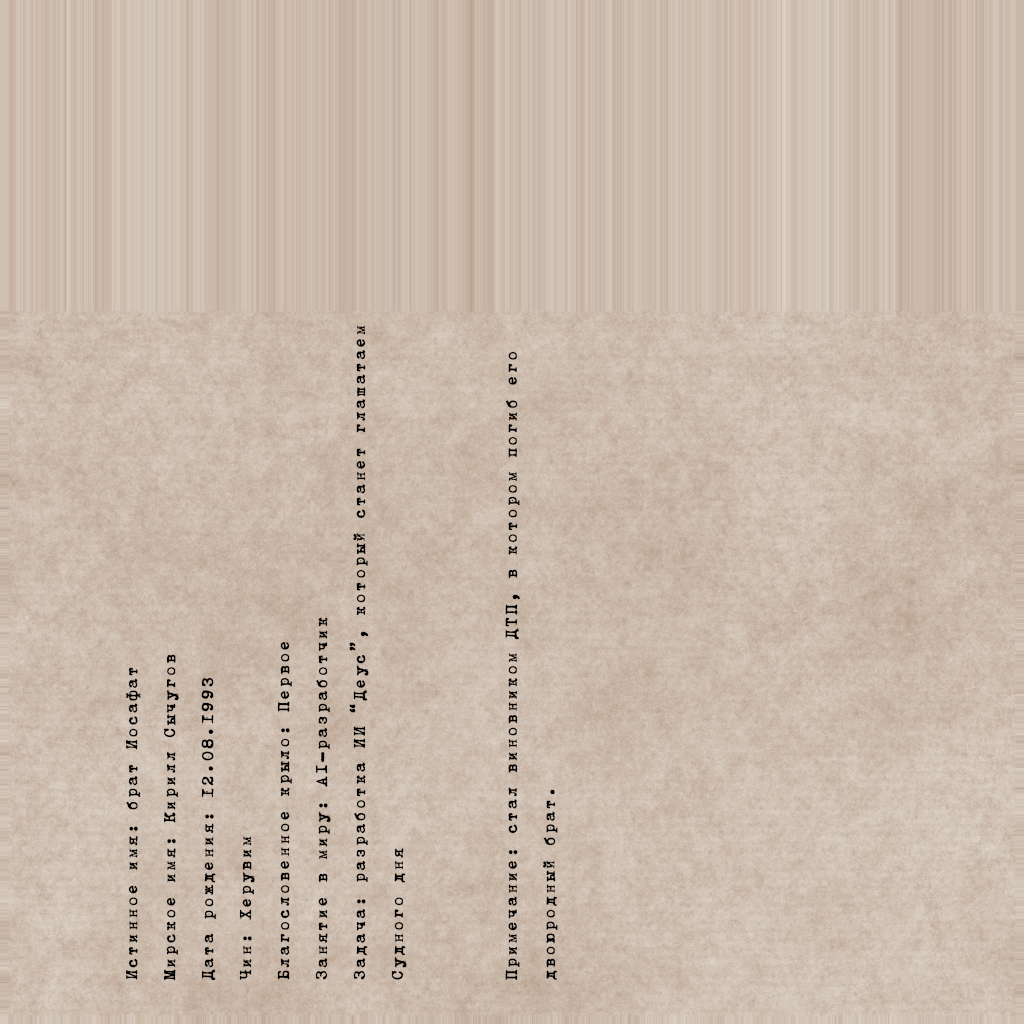 Истинное имя: брат Иосафат
Мирское имя: Кирилл Сычугов
Дата рождения: 12.08.1993
Чин: Херувим
Благословенное крыло: Первое
Занятие в миру: AI-разработчик
Задача: разработка ИИ “Деус”, который станет глашатаем
Судного дня
Примечание: стал виновником ДТП, в котором погиб его
двоюродный брат.